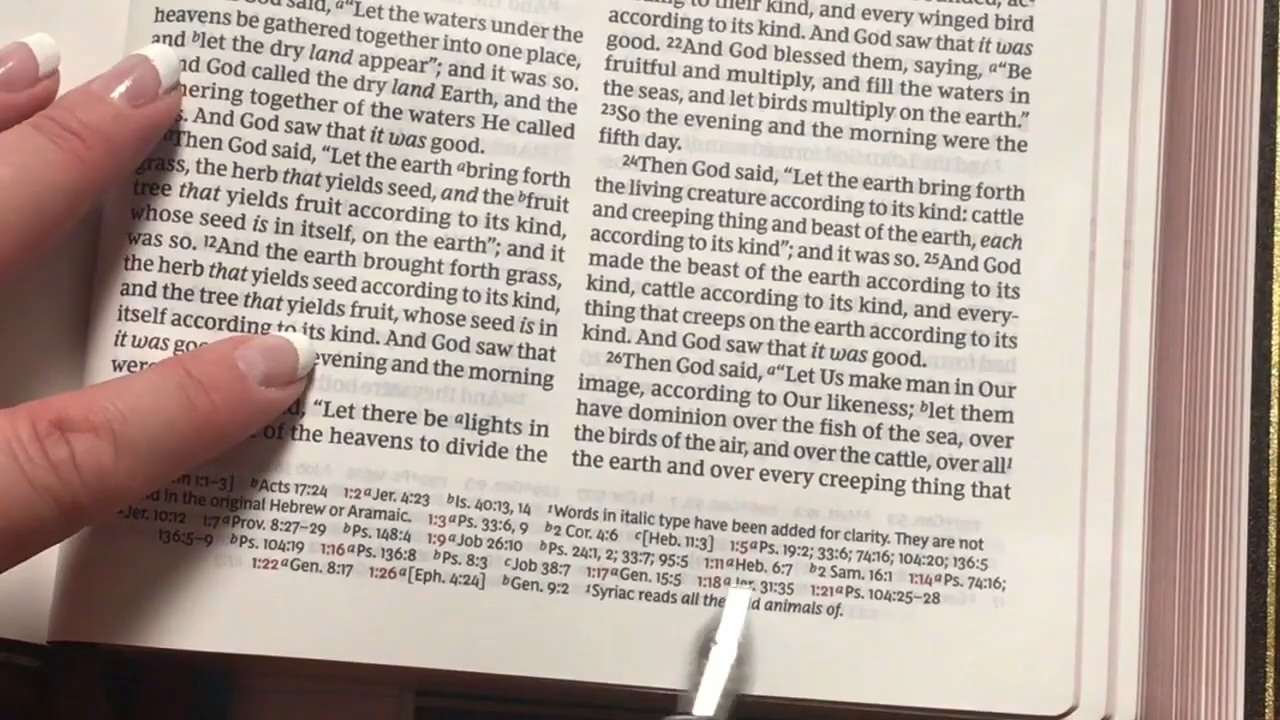 said, a“Let the waters under the
heavens be gathered together into one place,
and blet the dry land appear”; and it was so.
nd God called the dry land Earth, and the
hering together of the waters He called
s. And God saw that it was good.
Then God said, “Let the earth abring forth
grass, the herb that yields seed, and the bfruit
tree that yields fruit according to its kind,
whose seed is in itself, on the earth”; and it
was so. 12And the earth brought forth grass,
the herb that yields seed according to its kind,
and the tree that yields fruit, whose seed is in
itself according to its kind. And God saw that
it was evening and the morning
“Let there be alights in
of the heavens to divide the
to their kind, and every winged bird
according to its kind. And God saw that it was
good. 22And God blessed them, saying, a“Be
fruitful and multiply, and fill the waters in
the seas, and let birds multiply on the earth.”
23So the evening and the morning were the
fifth day.
24Then God said, “Let the earth bring forth
the living creature according to its kind: cattle
and creeping thing and beast of the earth, each
according to its kind”; and it was so. 25And God
made the beast of the earth according to its
kind, cattle according to its kind, and every-
thing that creeps on the earth according to its
kind. And God saw that it was good.
26Then God said, a“Let Us make man in Our
image, according to Our likeness; blet them
have dominion over the fish of the sea, over
the birds of the air, and over the cattle, over all1
the earth and over every creeping thing that
1:1–3] bActs 17:24 1:2 aJer. 4:23 bIs. 40:13, 14 1Words in italic type have been added for clarity. They are not
in the original Hebrew or Aramaic. 1:3 aPs. 33:6, 9 b2 Cor. 4:6 c[Heb. 11:3] 1:5 aPs. 19:2; 33:6; 74:16; 104:20; 136:5
Jer. 10:12 1:7 aProv. 8:27–29 bPs. 148:4 1:9 aJob 26:10 bPs. 24:1, 2; 33:7; 95:5 1:11 aHeb. 6:7 b2 Sam. 16:1 1:14 aPs. 74:16;
136:5–9 bPs. 104:19 1:16 aPs. 136:8 bPs. 8:3 cJob 38:7 1:17 aGen. 15:5 1:18 aJer. 31:35 1:21 aPs. 104:25–28
1:22 aGen. 8:17 1:26 a[Eph. 4:24] bGen. 9:2 1Syriac reads all the animals of.